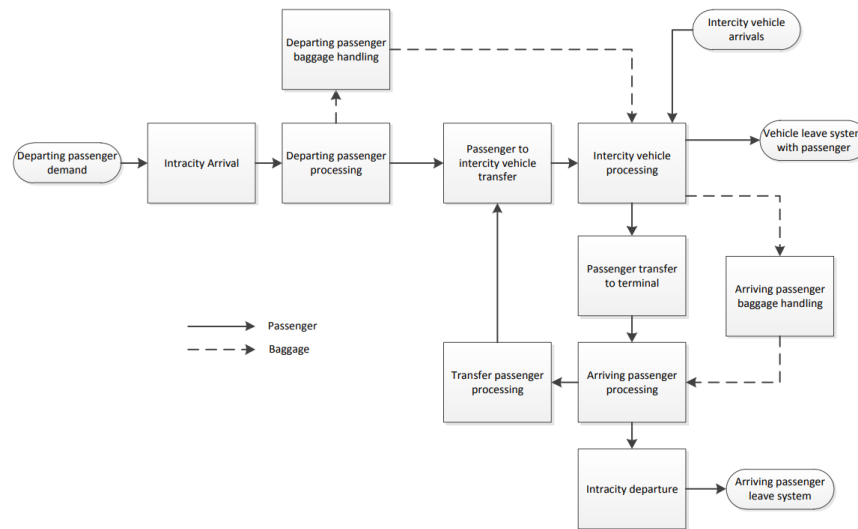 Departing passenger
baggage handling
Intercity vehicle
arrivals
Departing passenger
demand
Intracity Arrival
Departing passenger
processing
Passenger to
intercity vehicle
transfer
Intercity vehicle
processing
Vehicle leave system
with passenger
Passenger transfer
to terminal
Arriving passenger
baggage handling
Passenger
Baggage
Transfer passenger
processing
Arriving passenger
processing
Intracity departure
Arriving passenger
leave system